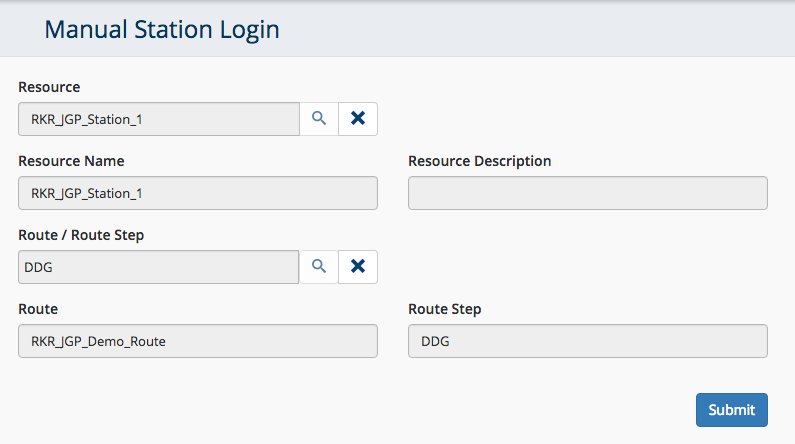 Manual Station Login
Resource
RKR_JGP_Station_1
Resource Name
Resource Description
RKR_JGP_Station_1
Route / Route Step
DDG
Route
Route Step
RKR_JGP_Demo_Route
DDG
Submit